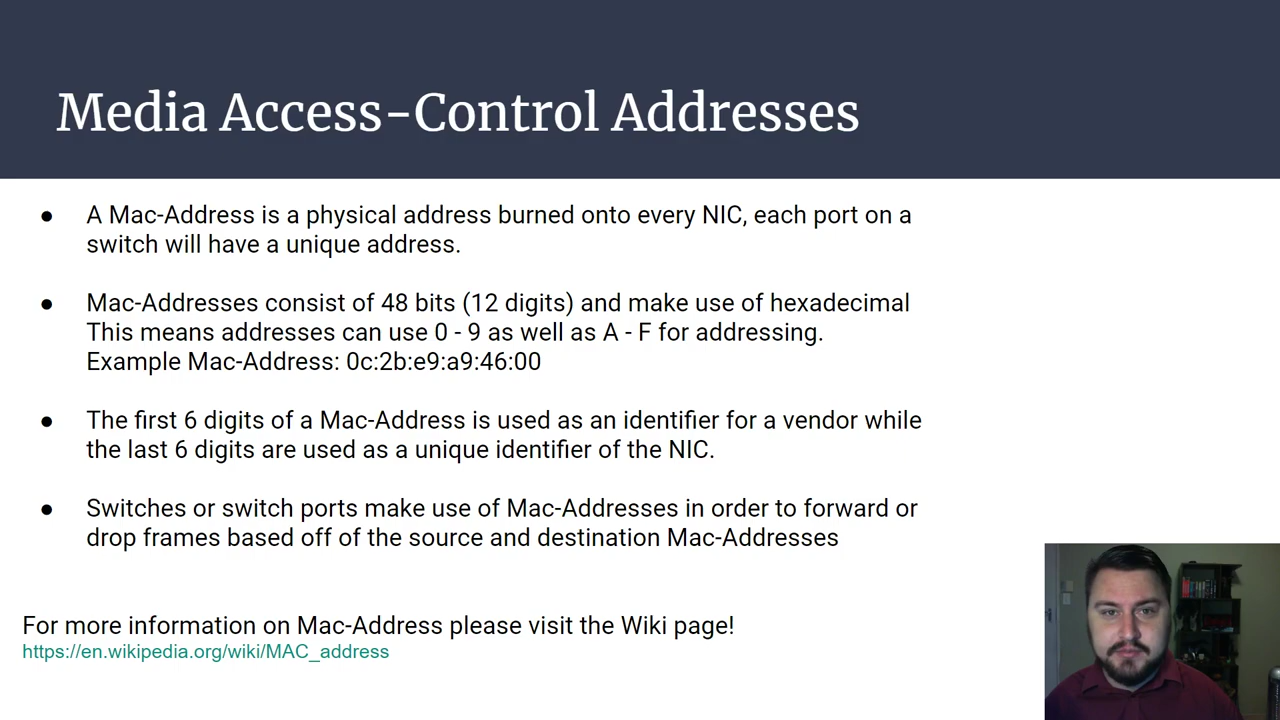 Media Access-Control Addresses
● A Mac-Address is a physical address burned onto every NIC, each port on a
switch will have a unique address.
● Mac-Addresses consist of 48 bits (12 digits) and make use of hexadecimal
This means addresses can use 0 - 9 as well as A - F for addressing.
Example Mac-Address: 0c:2b:e9:a9:46:00
● The first 6 digits of a Mac-Address is used as an identifier for a vendor while
the last 6 digits are used as a unique identifier of the NIC.
● Switches or switch ports make use of Mac-Addresses in order to forward or
drop frames based off of the source and destination Mac-Addresses
For more information on Mac-Address please visit the Wiki page!
https://en.wikipedia.org/wiki/MAC_address